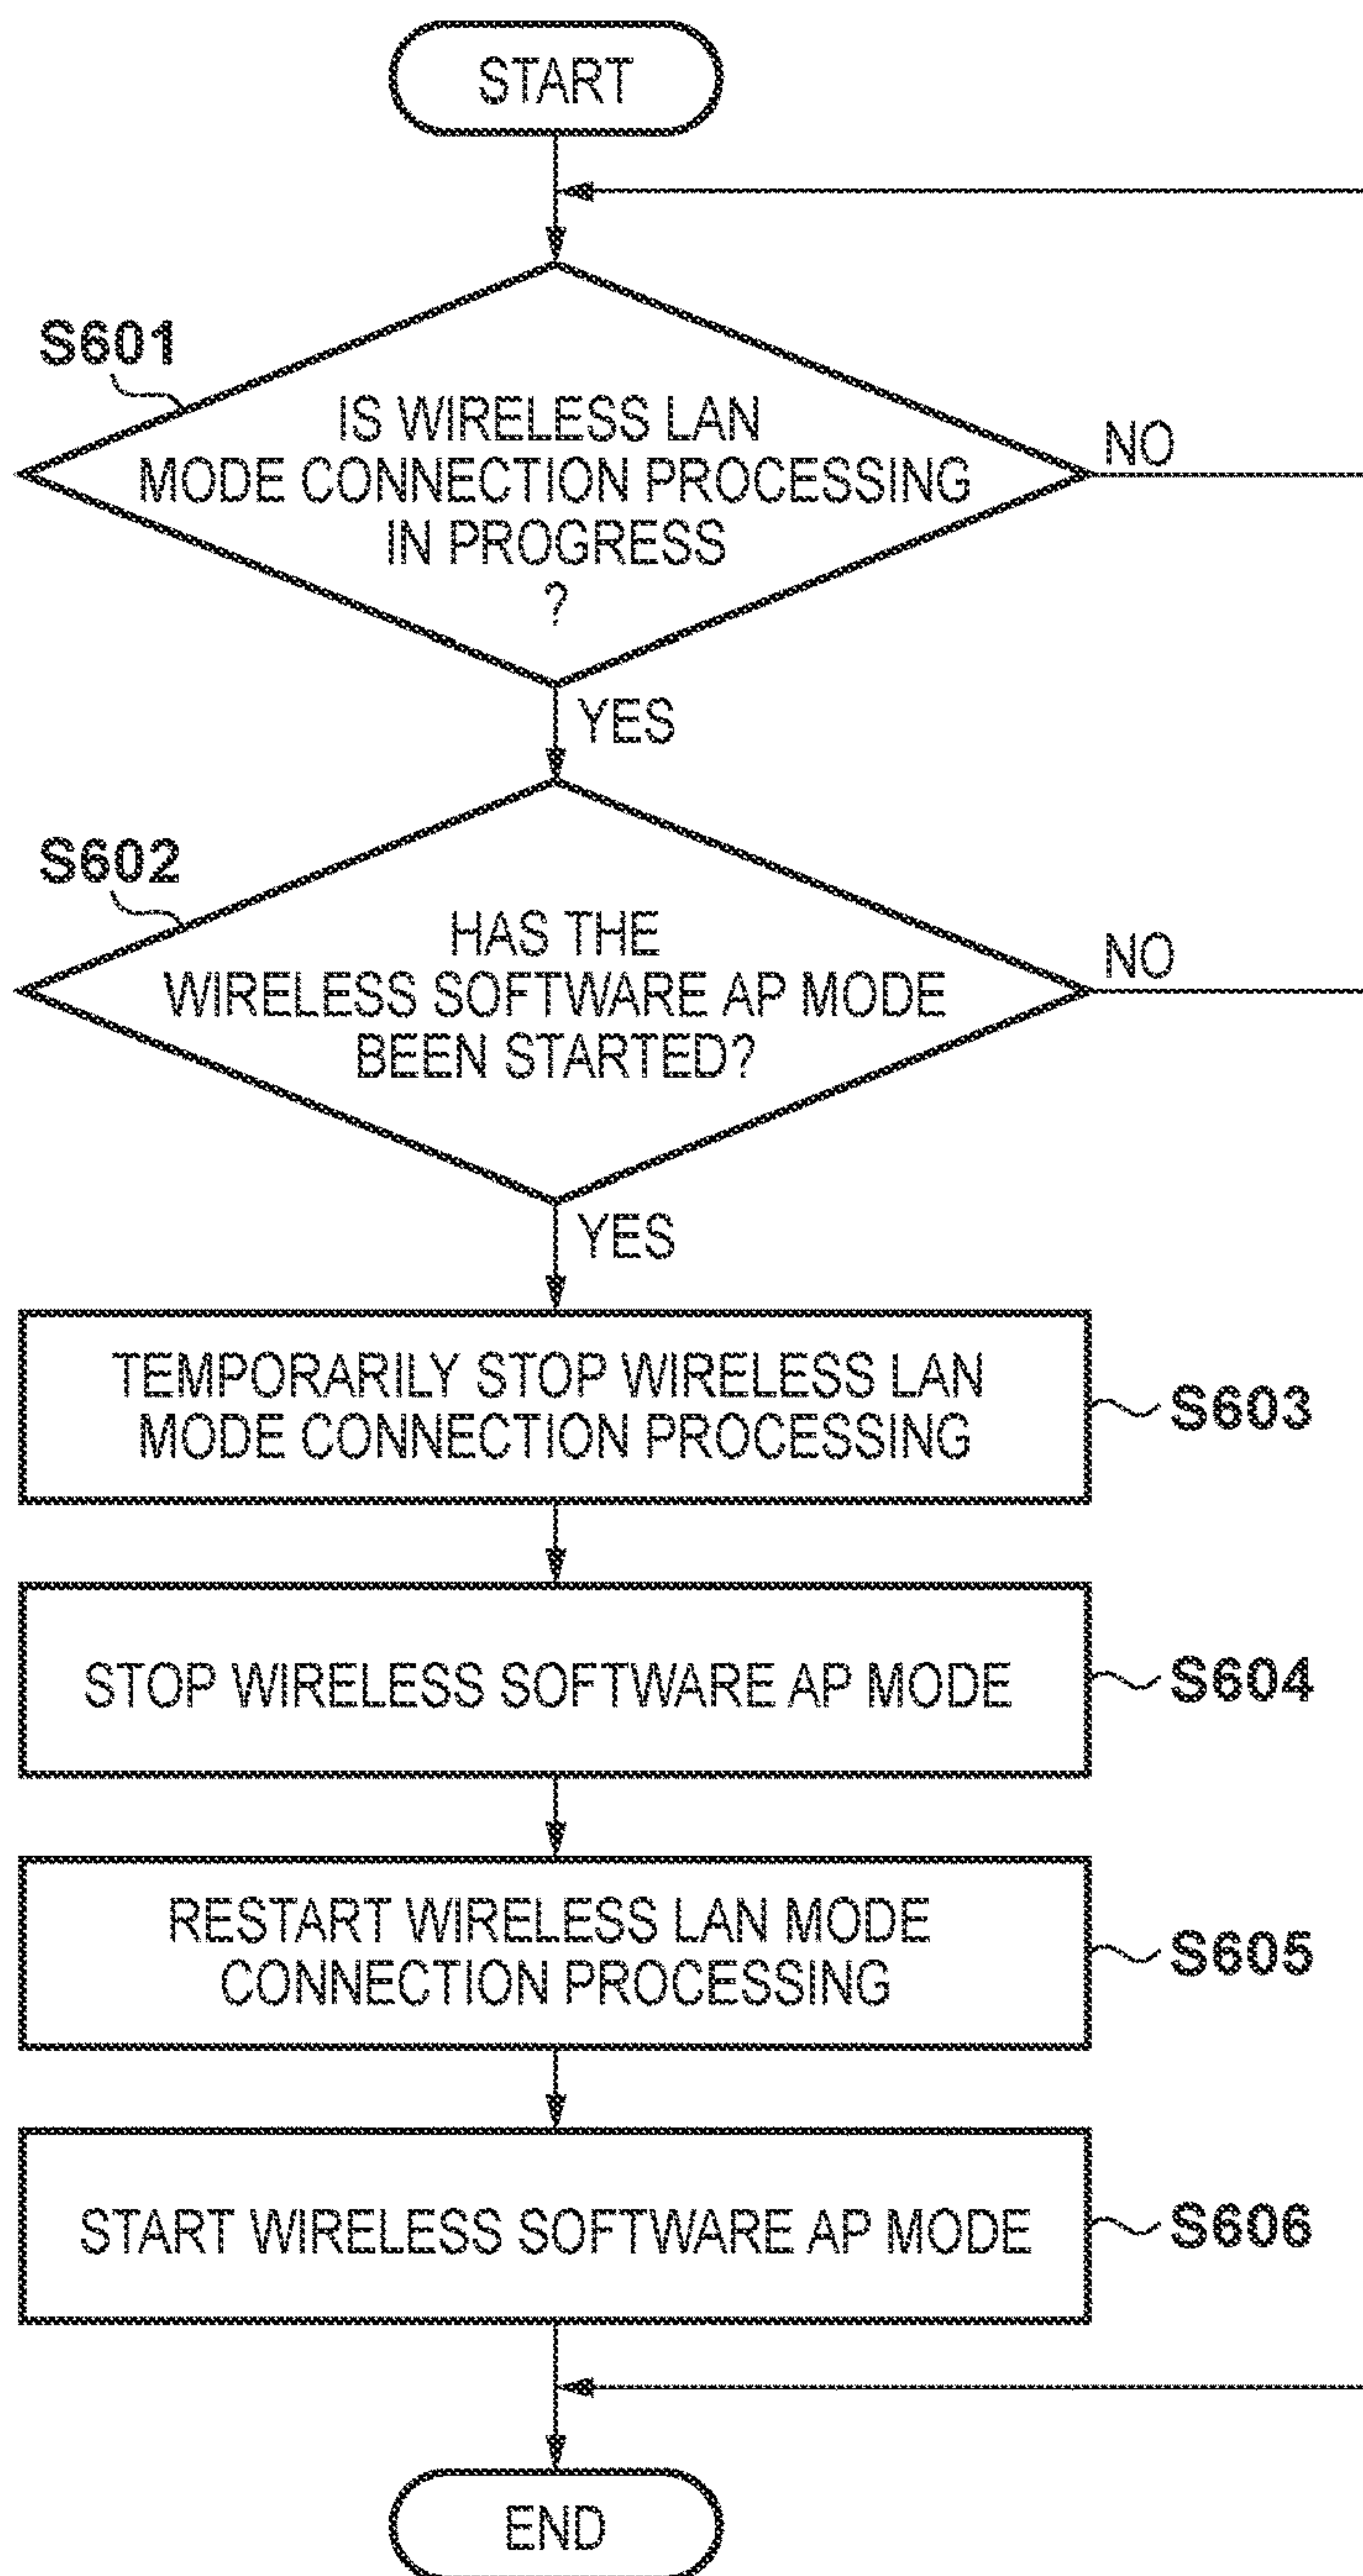 START
S601
IS WIRELESS LAN
MODE CONNECTION PROCESSING
IN PROGRESS
?
NO
YES
S602
HAS THE
WIRELESS SOFTWARE AP MODE
BEEN STARTED?
NO
YES
TEMPORARILY STOP WIRELESS LAN
MODE CONNECTION PROCESSING
S603
STOP WIRELESS SOFTWARE AP MODE
S604
RESTART WIRELESS LAN MODE
CONNECTION PROCESSING
S605
START WIRELESS SOFTWARE AP MODE
S606
END